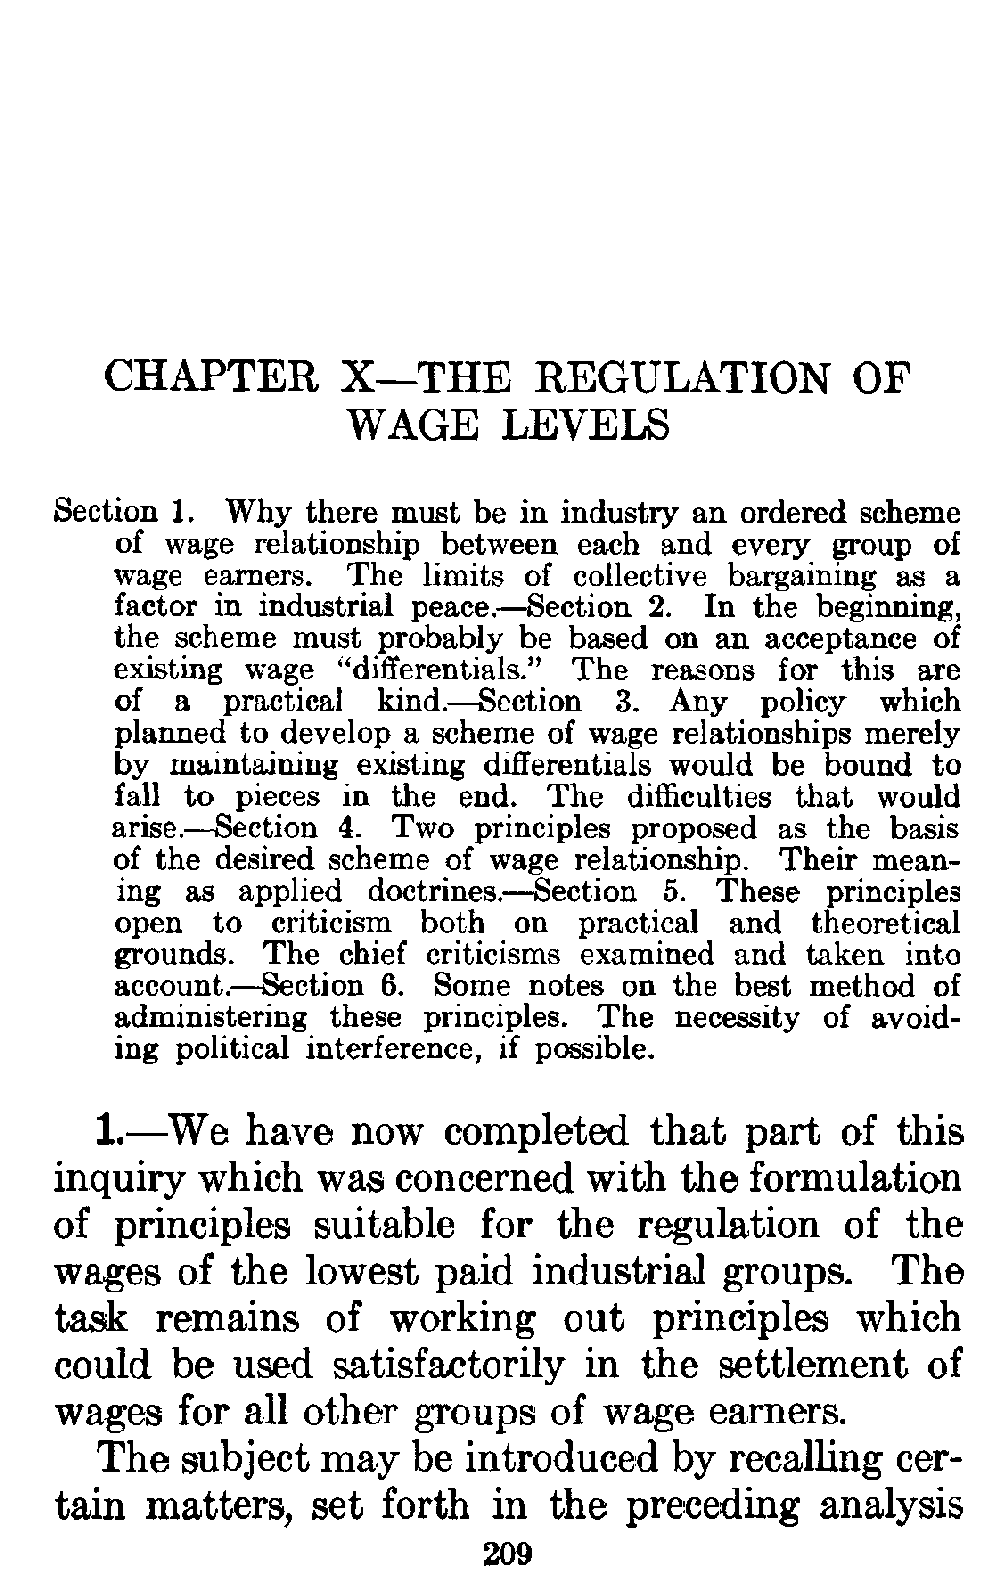 CHAPTER X—THE REGULATION OF
WAGE LEVELS
Section 1. Why there must be in industry an ordered scheme
of wage relationship between each and every group of
wage earners. The limits of collective bargaining as a
factor in industrial peace.—Section 2. In the beginning,
the scheme must probably be based on an acceptance of
existing wage “differentials.” The reasons for this are
of a practical kind.—Section 3. Any policy which
planned to develop a scheme of wage relationships merely
by maintaining existing differentials would be bound to
fall to pieces in the end. The difficulties that would
arise.—Section 4. Two principles proposed as the basis
of the desired scheme of wage relationship. Their mean-
ing as applied doctrines.—Section 5. These principles
open to criticism both on practical and theoretical
grounds. The chief criticisms examined and taken into
account.—Section 6. Some notes on the best method of
administering these principles. The necessity of avoid-
ing political interference, if possible.
1.—We have now completed that part of this
inquiry which was concerned with the formulation
of principles suitable for the regulation of the
wages of the lowest paid industrial groups. The
task remains of working out principles which
could be used satisfactorily in the settlement of
wages for all other groups of wage earners.
The subject may be introduced by recalling cer-
tain matters, set forth in the preceding analysis
209